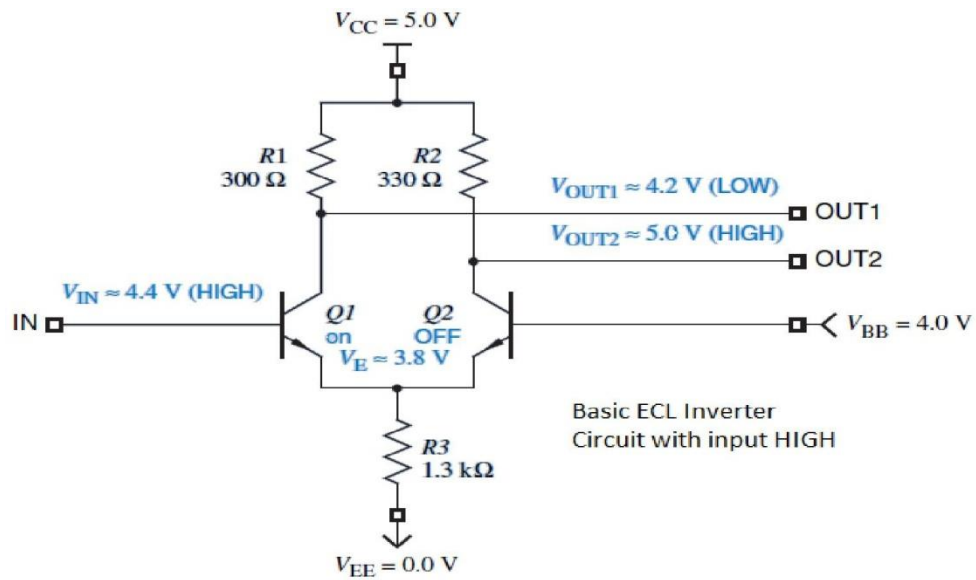 VCC = 5.0 V
R1
300 Ω
R2
330 Ω
VOUT1 ≈ 4.2 V (LOW)
OUT1
VOUT2 ≈ 5.0 V (HIGH)
OUT2
VIN ≈ 4.4 V (HIGH)
IN
Q1
on
Q2
OFF
VE ≈ 3.8 V
VBB = 4.0 V
R3
1.3 kΩ
Basic ECL Inverter
Circuit with input HIGH
VEE = 0.0 V